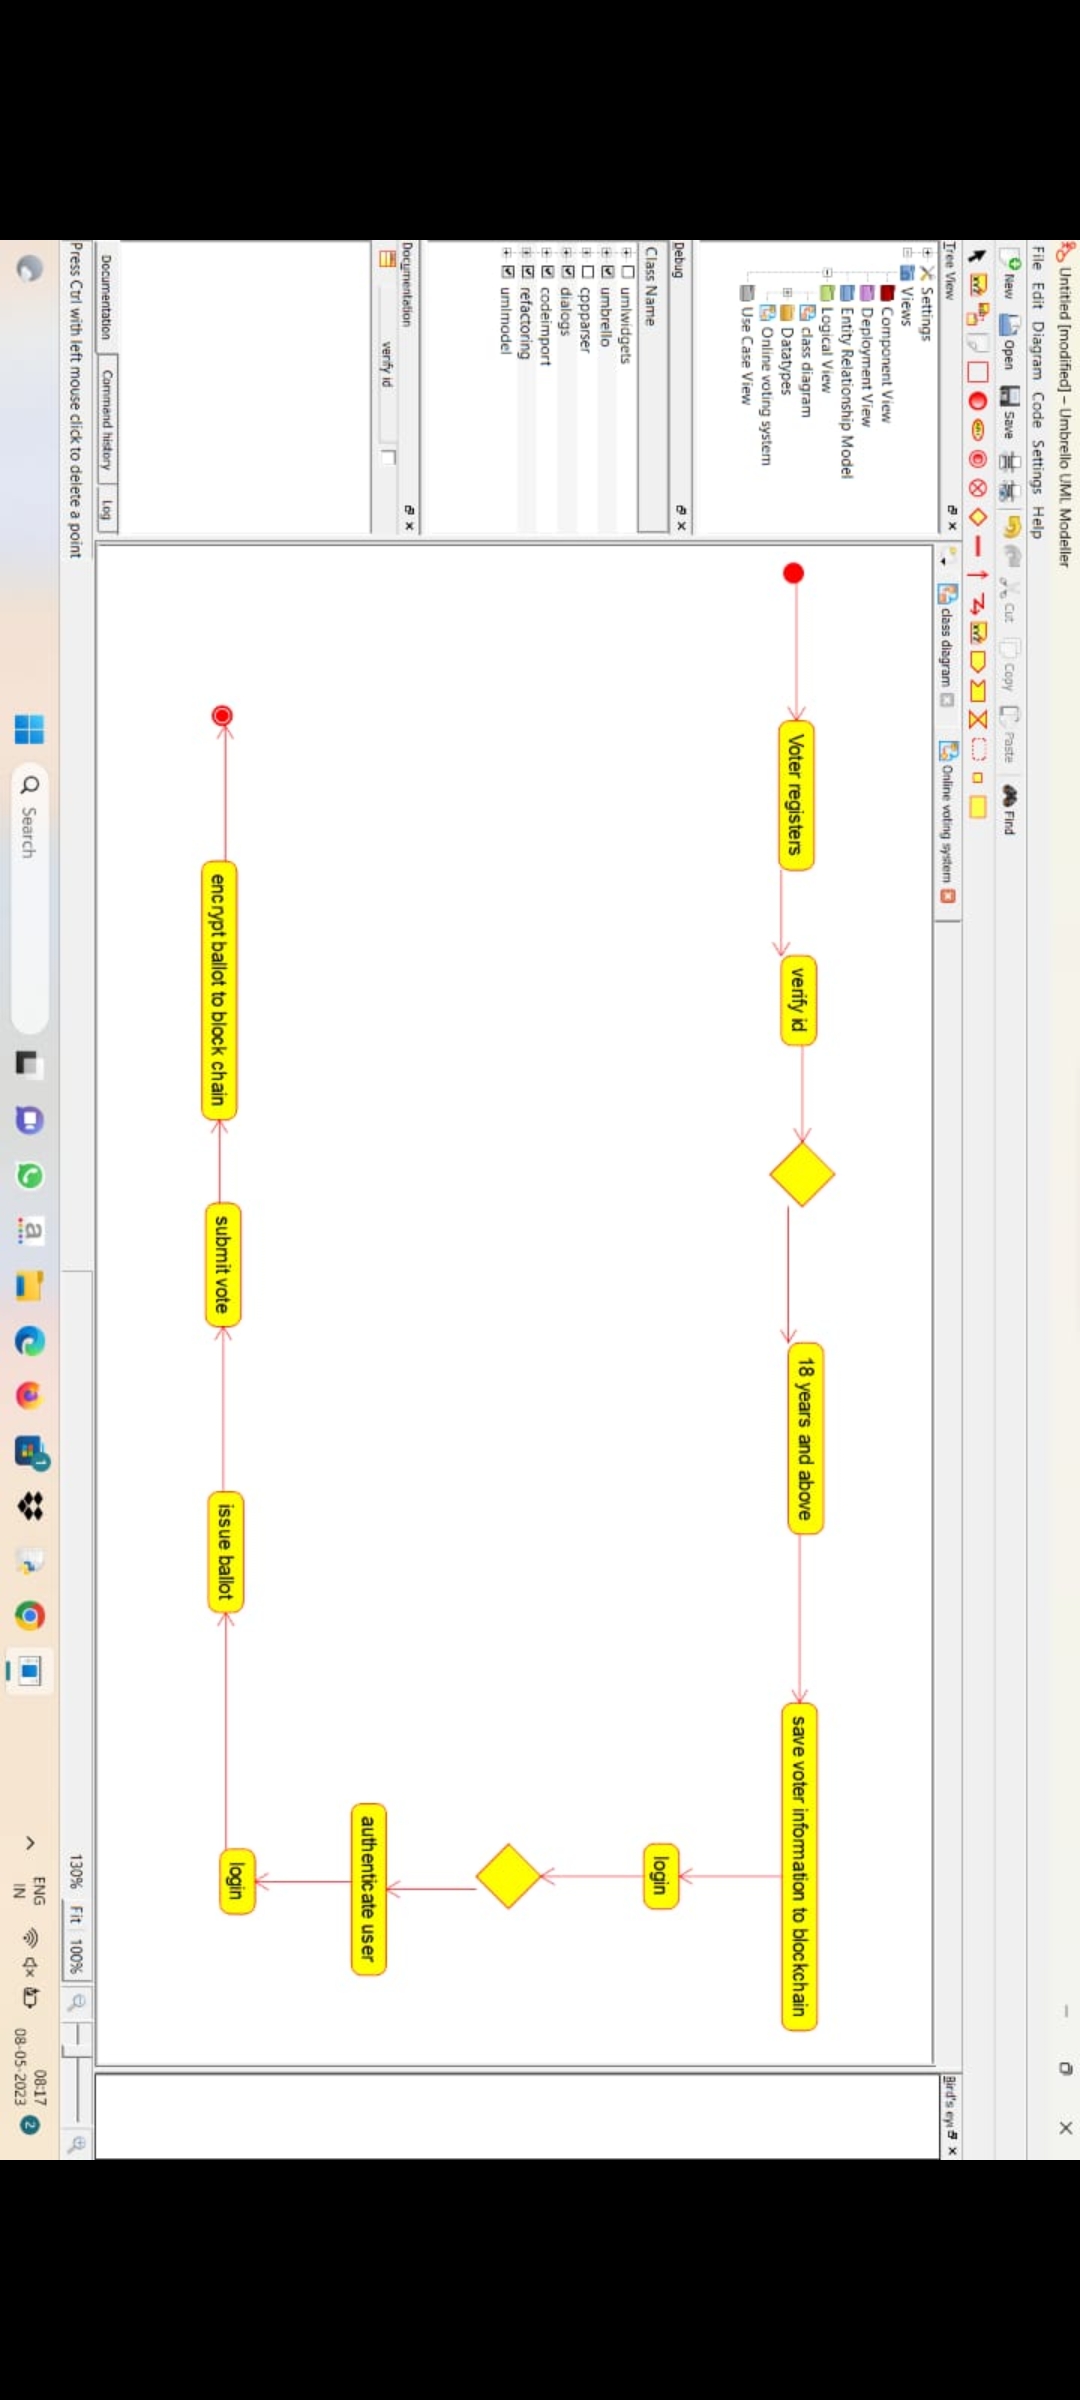 Untitled [modified] – Umbrello UML Modeller
File Edit Diagram Code Settings Help
New Open Save Cut Copy Paste Find
Tree View
Settings
Views
Component View
Deployment View
Entity Relationship Model
Logical View
class diagram
Datatypes
Online voting system
Use Case View
Debug
Class Name
umlwidgets
umbrello
cppparser
dialogs
codeimport
refactoring
umlmodel
Documentation
verify id
Documentation Command history Log
Press Ctrl with left mouse click to delete a point
class diagram Online voting system
Voter registers
verify id
18 years and above
save voter information to blockchain
login
authenticate user
login
issue ballot
submit vote
encrypt ballot to block chain
Bird's ey
130% Fit 100%
Search
ENG
IN
08:17
08-05-2023
2